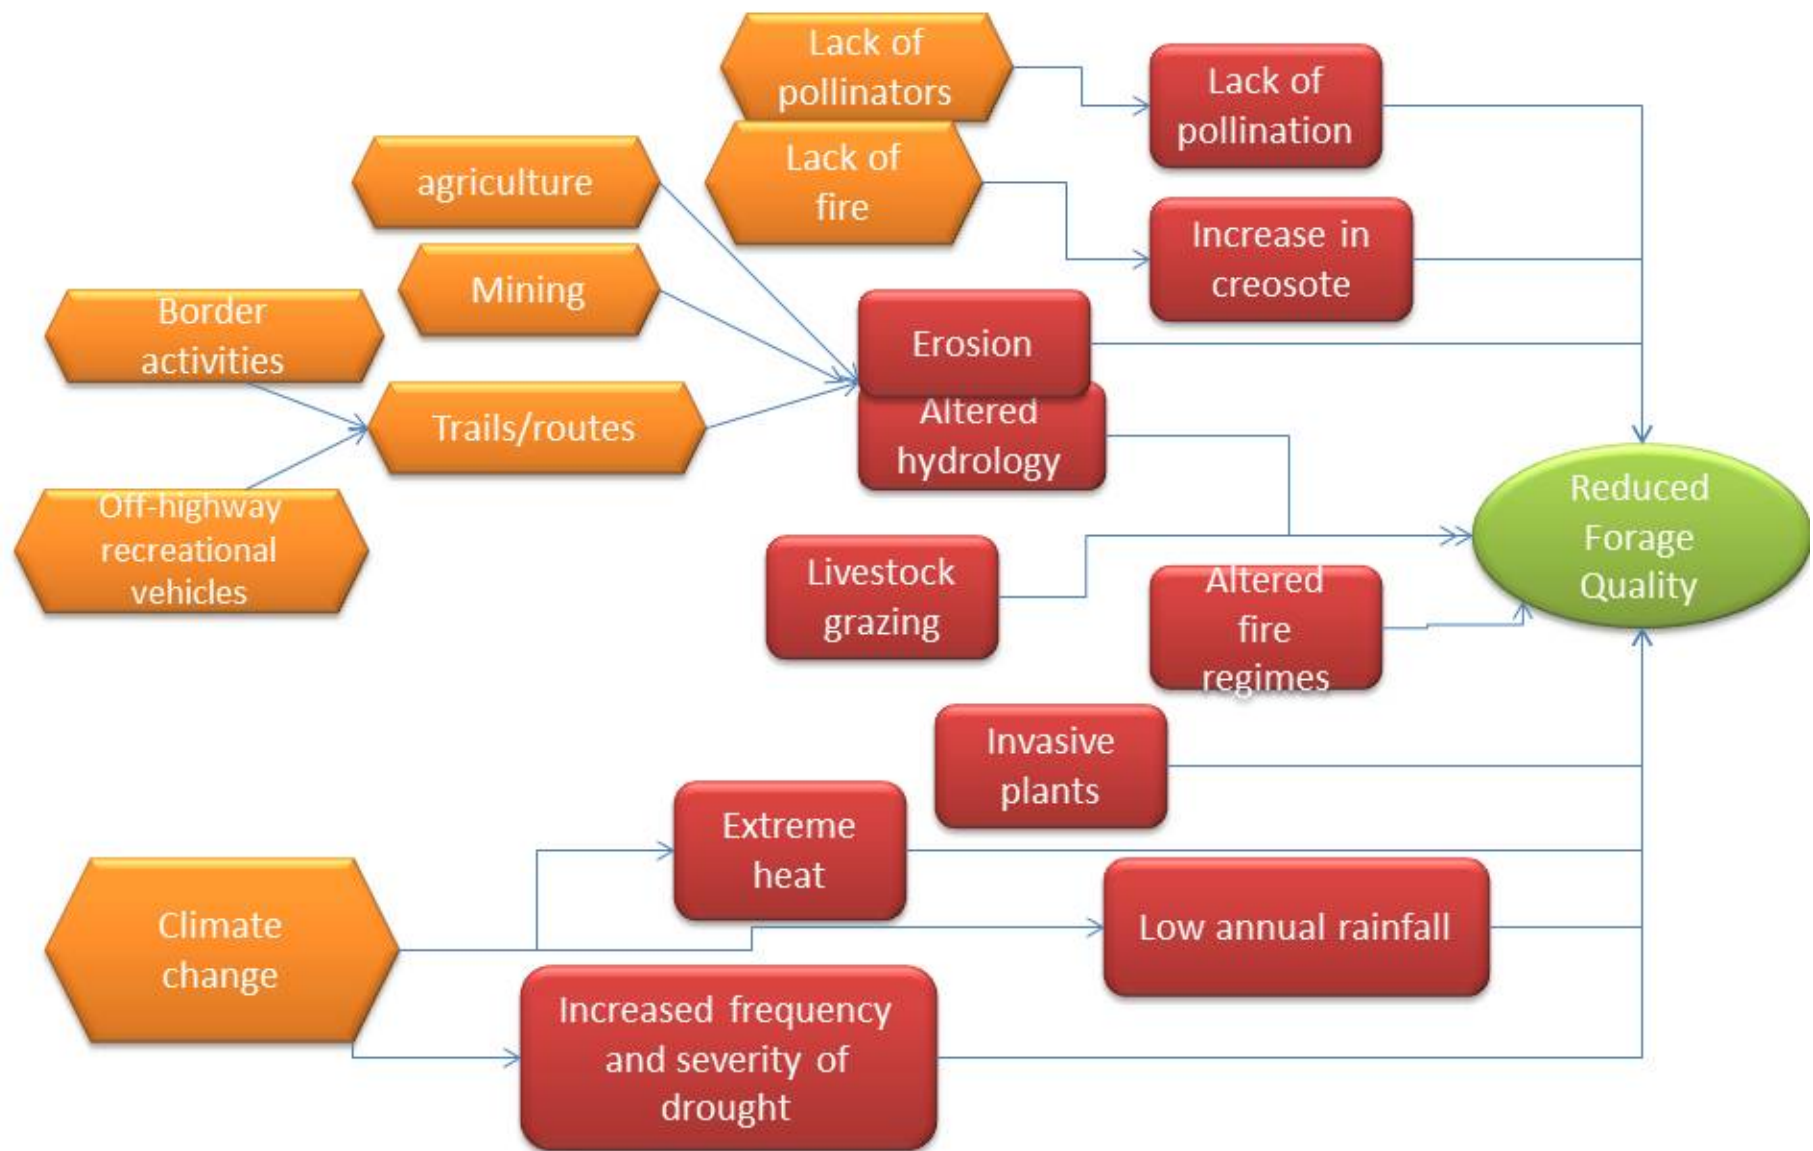 Lack of
pollinators
Lack of
pollination
Lack of
fire
agriculture
Increase in
creosote
Mining
Border
activities
Erosion
Trails/routes
Altered
hydrology
Off-highway
recreational
vehicles
Livestock
grazing
Reduced
Forage
Quality
Altered
fire
regimes
Invasive
plants
Extreme
heat
Climate
change
Low annual rainfall
Increased frequency
and severity of
drought